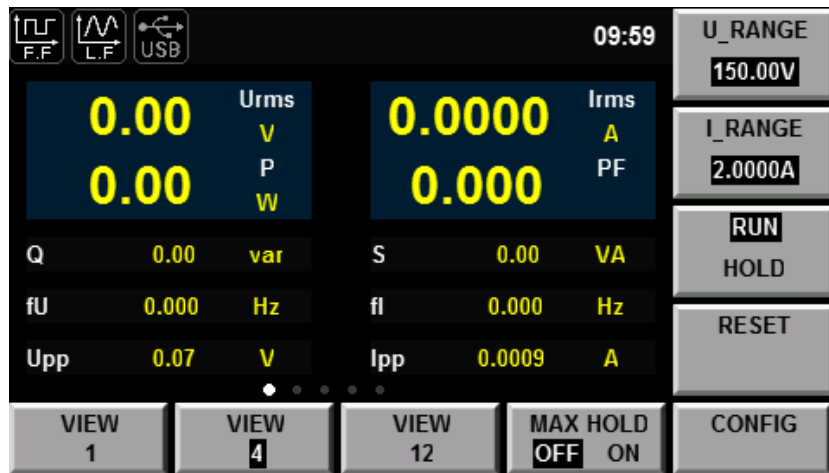 F.F L.F USB 09:59
U_RANGE
150.00V
0.00 Urms V
0.0000 Irms A
I_RANGE
2.0000A
0.00 P W
0.000 PF
RUN
HOLD
Q 0.00 var
S 0.00 VA
fU 0.000 Hz
fI 0.000 Hz
RESET
Upp 0.07 V
Ipp 0.0009 A
VIEW
1
VIEW
4
VIEW
12
MAX HOLD
OFF ON
CONFIG